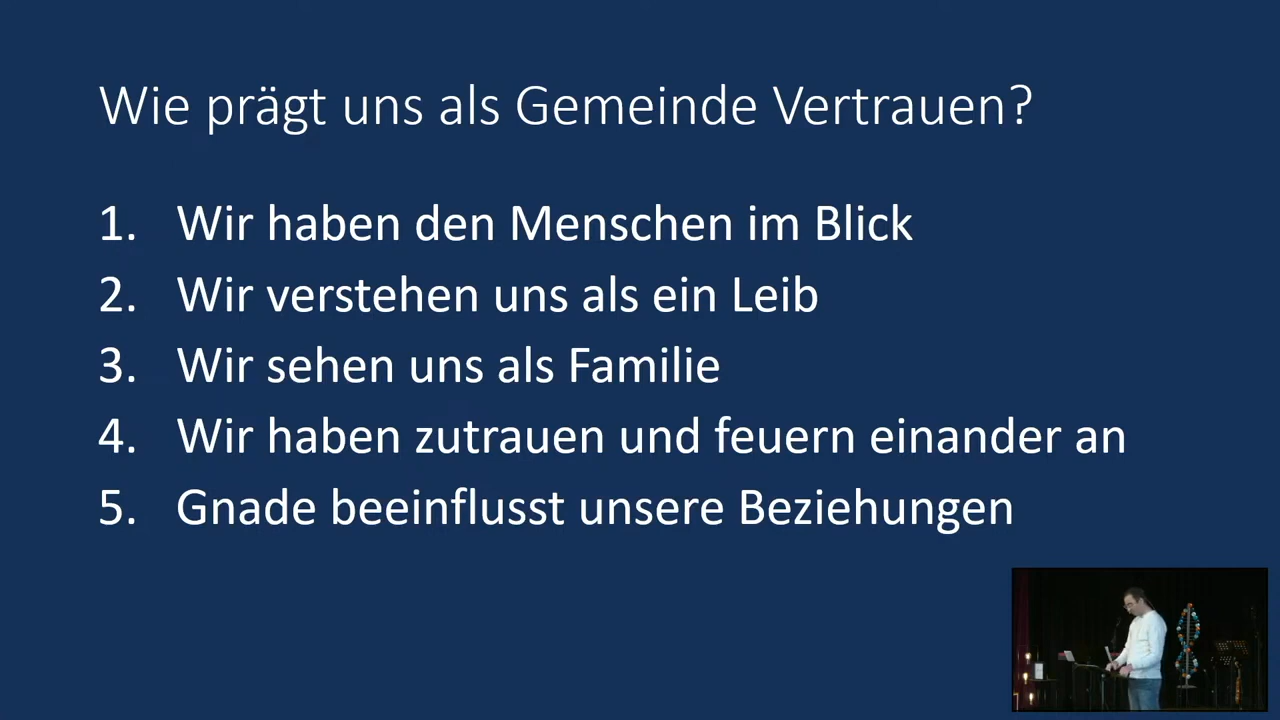 Wie prägt uns als Gemeinde Vertrauen?
1. Wir haben den Menschen im Blick
2. Wir verstehen uns als ein Leib
3. Wir sehen uns als Familie
4. Wir haben zutrauen und feuern einander an
5. Gnade beeinflusst unsere Beziehungen